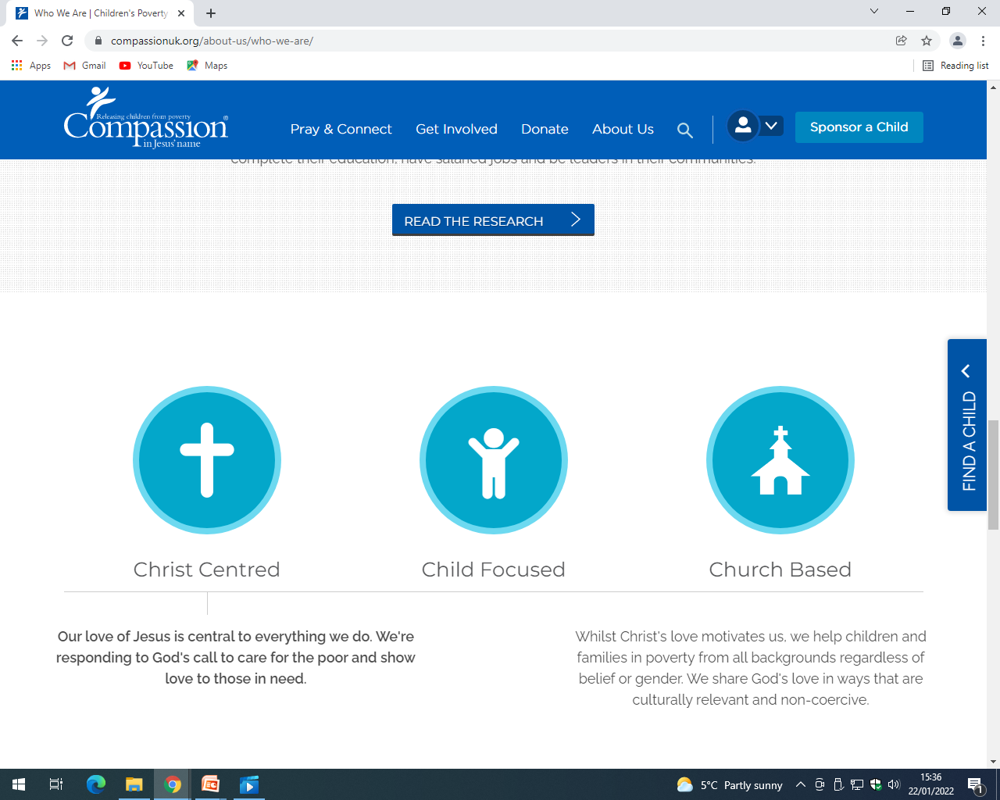 Who We Are | Children's Poverty
compassionuk.org/about-us/who-we-are/
Apps
Gmail
YouTube
Maps
Reading list
Releasing children from poverty
Compassion®
in Jesus' name
Pray & Connect
Get Involved
Donate
About Us
Sponsor a Child
complete their education, have salaried jobs and be leaders in their communities.
READ THE RESEARCH
FIND A CHILD
Christ Centred
Child Focused
Church Based
Our love of Jesus is central to everything we do. We're
responding to God's call to care for the poor and show
love to those in need.
Whilst Christ's love motivates us, we help children and
families in poverty from all backgrounds regardless of
belief or gender. We share God's love in ways that are
culturally relevant and non-coercive.
5°C Partly sunny
15:36
22/01/2022
1